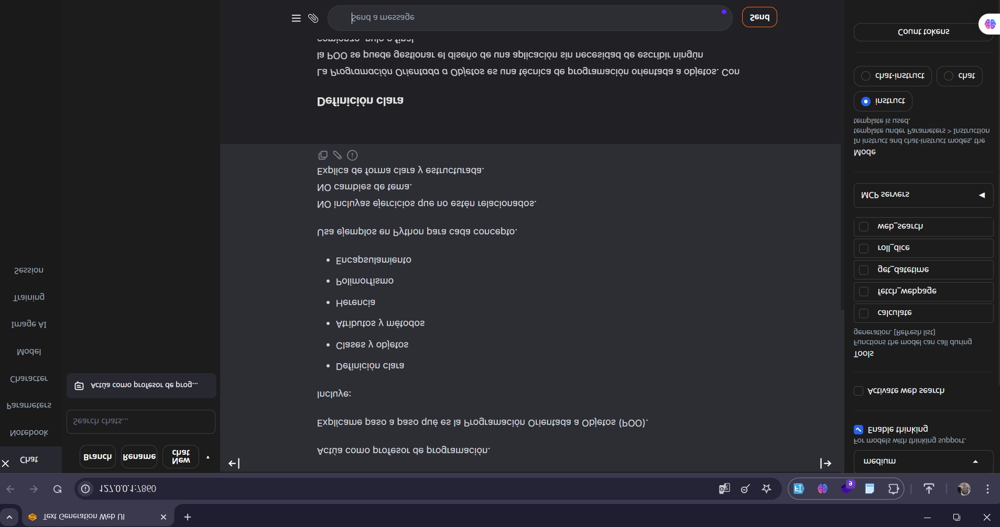 Text Generation Web UI
127.0.0.1:7860
9
Chat
Notebook
Parameters
Character
Model
Image AI
Training
Session
Branch
Rename
New
chat
Search chats...
Actúa como profesor de prog...
Actúa como profesor de programación.
Explícame paso a paso qué es la Programación Orientada a Objetos (POO).
Incluye:
Definición clara
Clases y objetos
Atributos y métodos
Herencia
Polimorfismo
Encapsulamiento
Usa ejemplos en Python para cada concepto.
NO incluyas ejercicios que no estén relacionados.
NO cambies de tema.
Explica de forma clara y estructurada.
Definición clara
La Programación Orientada a Objetos es una técnica de programación orientada a objetos. Con
la POO se puede gestionar el diseño de una aplicación sin necesidad de escribir ningún
Send a message
Send
medium
For models with thinking support.
Enable thinking
Activate web search
Tools
Functions the model can call during
generation. [Refresh list]
calculate
fetch_webpage
get_datetime
roll_dice
web_search
MCP servers
Mode
In instruct and chat-instruct modes, the
template under Parameters > Instruction
template is used.
instruct
chat-instruct
chat
Count tokens